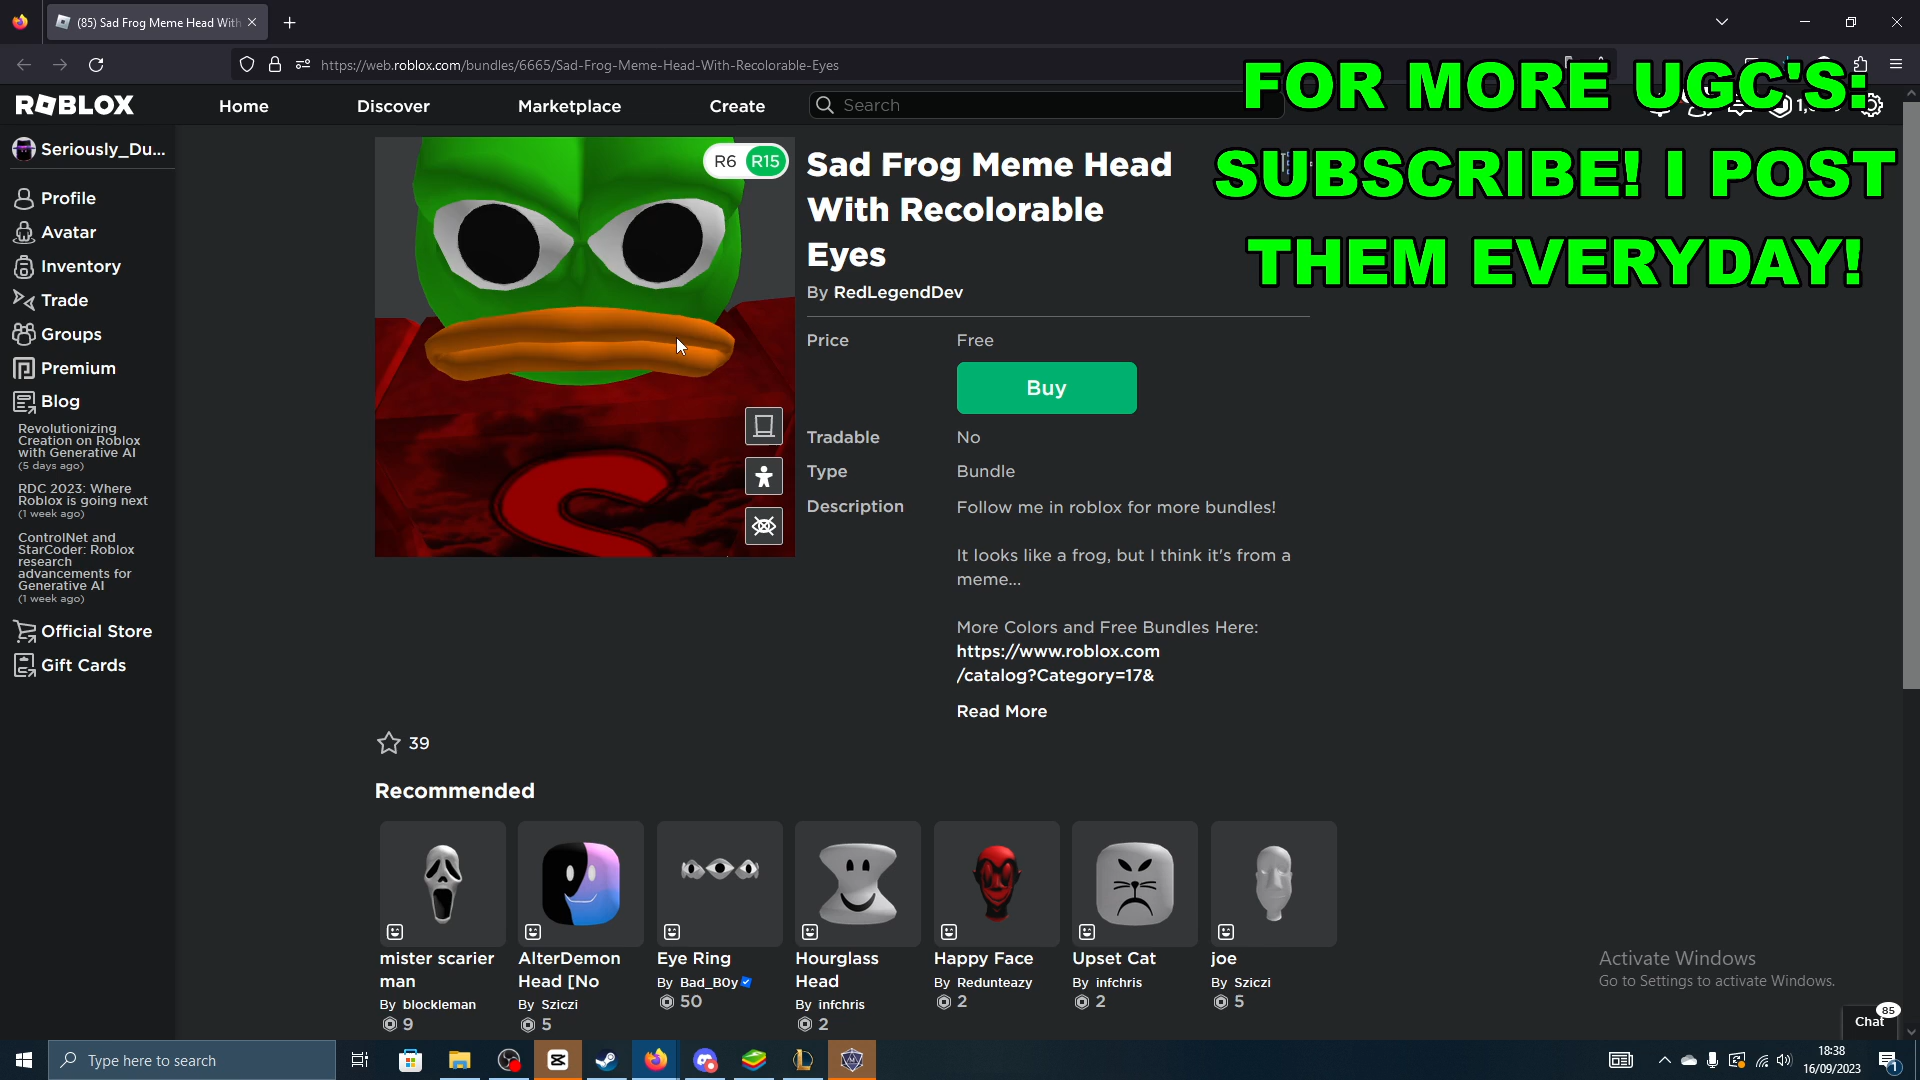 (85) Sad Frog Meme Head With
https://web.roblox.com/bundles/6665/Sad-Frog-Meme-Head-With-Recolorable-Eyes
FOR MORE UGC'S:
SUBSCRIBE! I POST
THEM EVERYDAY!
ROBLOX
Home
Discover
Marketplace
Create
Search
Seriously_Du...
Profile
Avatar
Inventory
Trade
Groups
Premium
Blog
Revolutionizing
Creation on Roblox
with Generative AI
(5 days ago)
RDC 2023: Where
Roblox is going next
(1 week ago)
ControlNet and
StarCoder: Roblox
research
advancements for
Generative AI
(1 week ago)
Official Store
Gift Cards
R6 R15
Sad Frog Meme Head
With Recolorable
Eyes
By RedLegendDev
Price Free
Buy
Tradable No
Type Bundle
Description Follow me in roblox for more bundles!
It looks like a frog, but I think it's from a
meme...
More Colors and Free Bundles Here:
https://www.roblox.com
/catalog?Category=17&
Read More
39
Recommended
mister scarier
man
By blockleman
9
AlterDemon
Head [No
By Sziczi
5
Eye Ring
By Bad_B0y
50
Hourglass
Head
By infchris
2
Happy Face
By Redunteazy
2
Upset Cat
By infchris
2
joe
By Sziczi
5
Activate Windows
Go to Settings to activate Windows.
Chat
85
Type here to search
18:38
16/09/2023
1